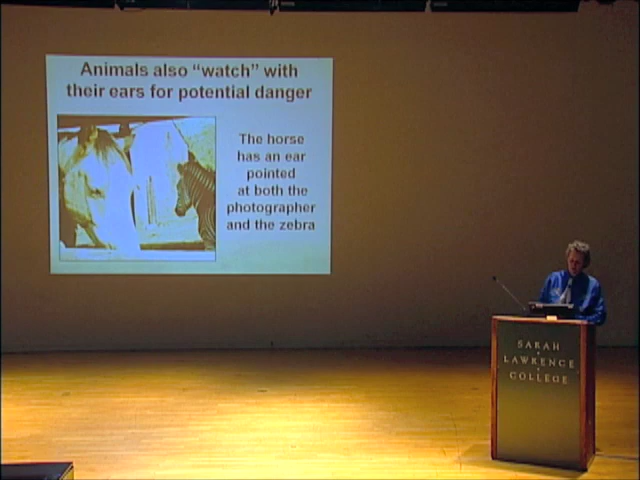 Animals also “watch” with
their ears for potential danger
The horse
has an ear
pointed
at both the
photographer
and the zebra
SARAH
LAWRENCE
COLLEGE